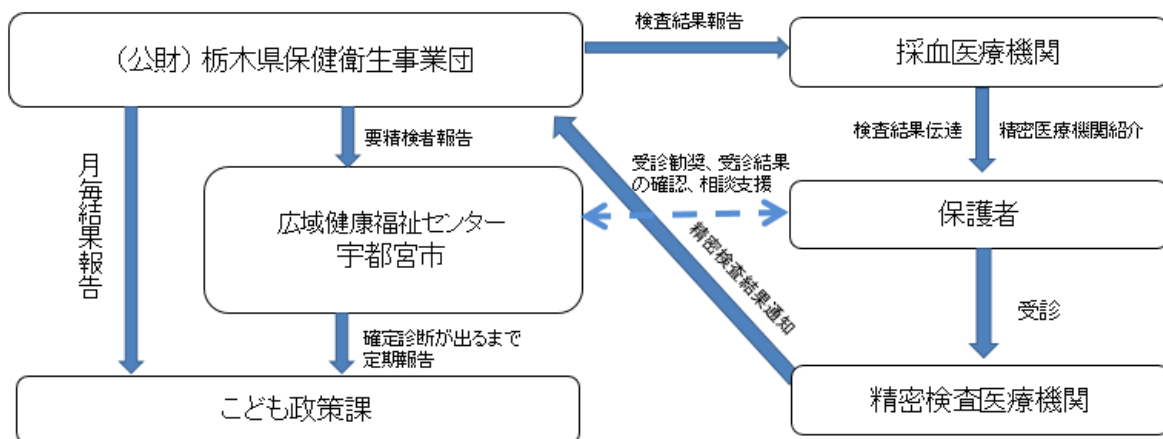 検査結果報告
（公財）栃木県保健衛生事業団
採血医療機関
要精検者報告
検査結果伝達
精密医療機関紹介
月毎結果報告
受診勧奨、受診結果
の確認、相談支援
広域健康福祉センター
宇都宮市
保護者
精密検査結果通知
受診
確定診断が出るまで
定期報告
こども政策課
精密検査医療機関